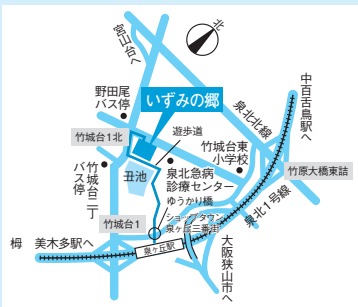 宮山台へ
北
野田尾
バス停
いずみの郷
泉北北線
中百舌鳥駅へ
竹城台1北
遊歩道
竹城台東
小学校
竹城台二丁
バス停
丑池
泉北急病
診療センター
竹原大橋東詰
ゆうかり橋
竹城台1
ショップタウン
泉ヶ丘三番街
泉北1号線
栂・美木多駅へ
泉ヶ丘駅
大阪狭山市へ